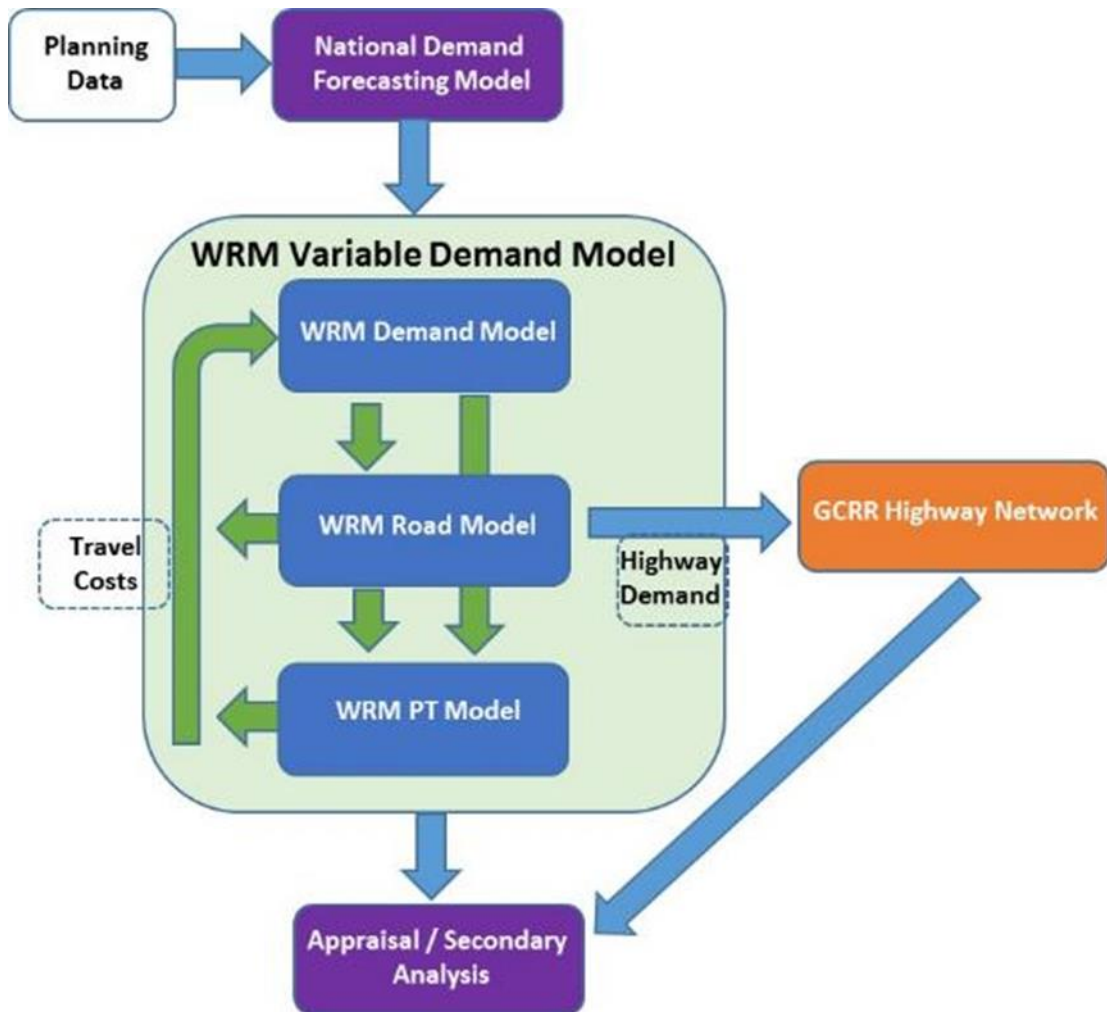 Planning
Data
National Demand
Forecasting Model
WRM Variable Demand Model
WRM Demand Model
WRM Road Model
GCRR Highway Network
Travel
Costs
Highway
Demand
WRM PT Model
Appraisal / Secondary
Analysis